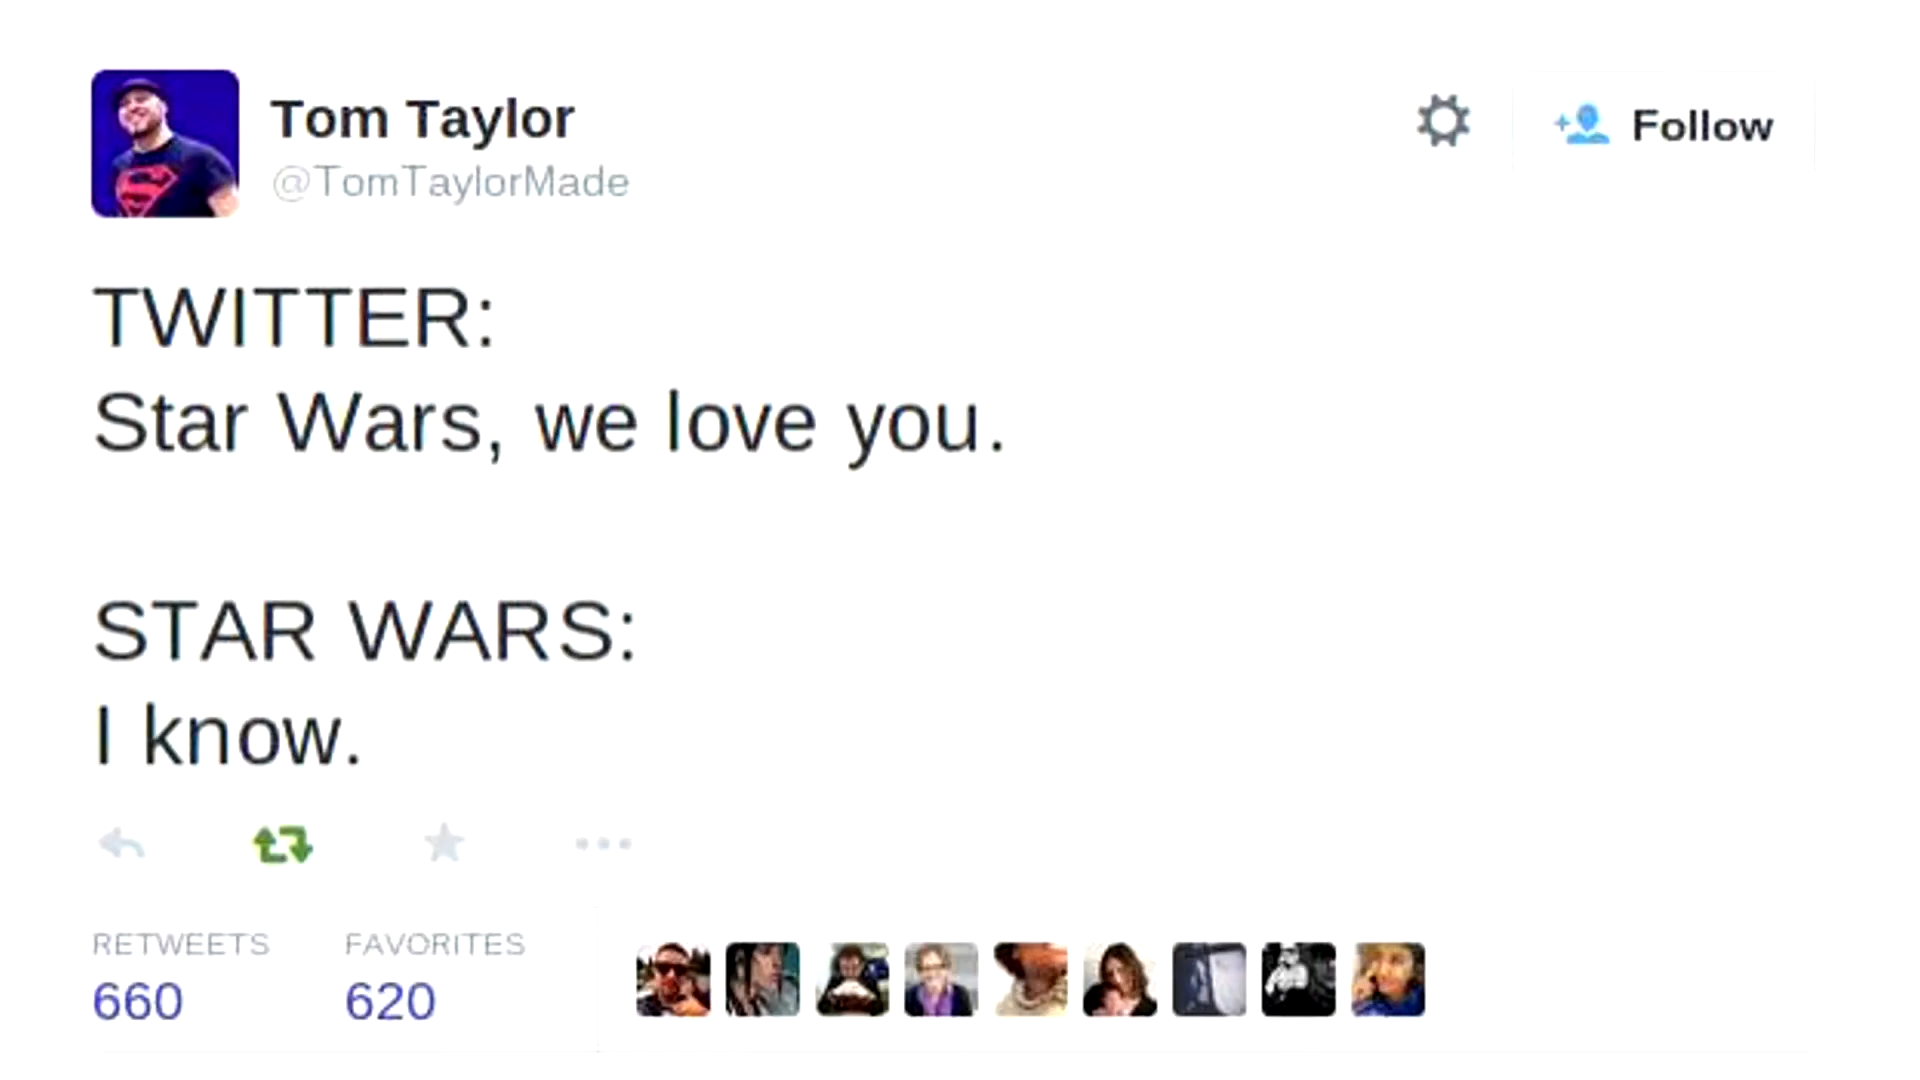 Tom Taylor
@TomTaylorMade
Follow
TWITTER:
Star Wars, we love you.
STAR WARS:
I know.
RETWEETS FAVORITES
660 620